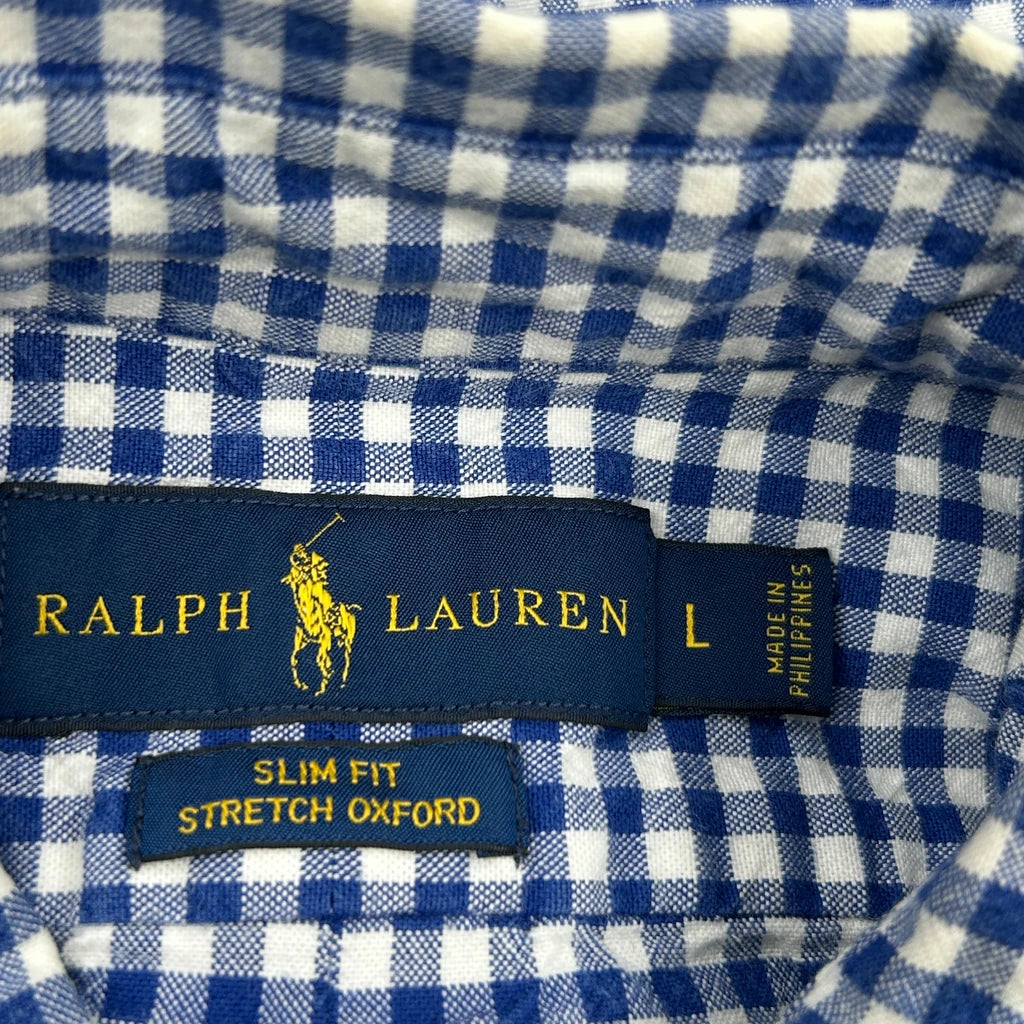 RALPH LAUREN
L
MADE IN
PHILIPPINES
SLIM FIT
STRETCH OXFORD